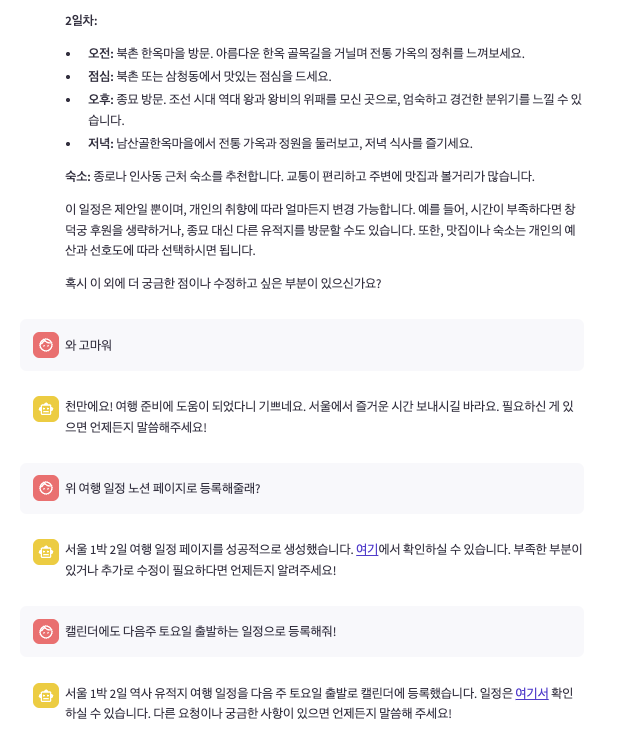 2일차:
오전: 북촌 한옥마을 방문. 아름다운 한옥 골목길을 거닐며 전통 가옥의 정취를 느껴보세요.
점심: 북촌 또는 삼청동에서 맛있는 점심을 드세요.
오후: 종묘 방문. 조선 시대 역대 왕과 왕비의 위패를 모신 곳으로, 엄숙하고 경건한 분위기를 느낄 수 있
습니다.
저녁: 남산골한옥마을에서 전통 가옥과 정원을 둘러보고, 저녁 식사를 즐기세요.
숙소: 종로나 인사동 근처 숙소를 추천합니다. 교통이 편리하고 주변에 맛집과 볼거리가 많습니다.
이 일정은 제안일 뿐이며, 개인의 취향에 따라 얼마든지 변경 가능합니다. 예를 들어, 시간이 부족하다면 창
덕궁 후원을 생략하거나, 종묘 대신 다른 유적지를 방문할 수도 있습니다. 또한, 맛집이나 숙소는 개인의 예
산과 선호도에 따라 선택하시면 됩니다.
혹시 이 외에 더 궁금한 점이나 수정하고 싶은 부분이 있으신가요?
와 고마워
천만에요! 여행 준비에 도움이 되었다니 기쁘네요. 서울에서 즐거운 시간 보내시길 바라요. 필요하신 게 있
으면 언제든지 말씀해주세요!
위 여행 일정 노션 페이지로 등록해줄래?
서울 1박 2일 여행 일정 페이지를 성공적으로 생성했습니다. 여기에서 확인하실 수 있습니다. 부족한 부분이
있거나 추가로 수정이 필요하다면 언제든지 알려주세요!
캘린더에도 다음주 토요일 출발하는 일정으로 등록해줘!
서울 1박 2일 역사 유적지 여행 일정을 다음 주 토요일 출발로 캘린더에 등록했습니다. 일정은 여기서 확인
하실 수 있습니다. 다른 요청이나 궁금한 사항이 있으면 언제든지 말씀해 주세요!